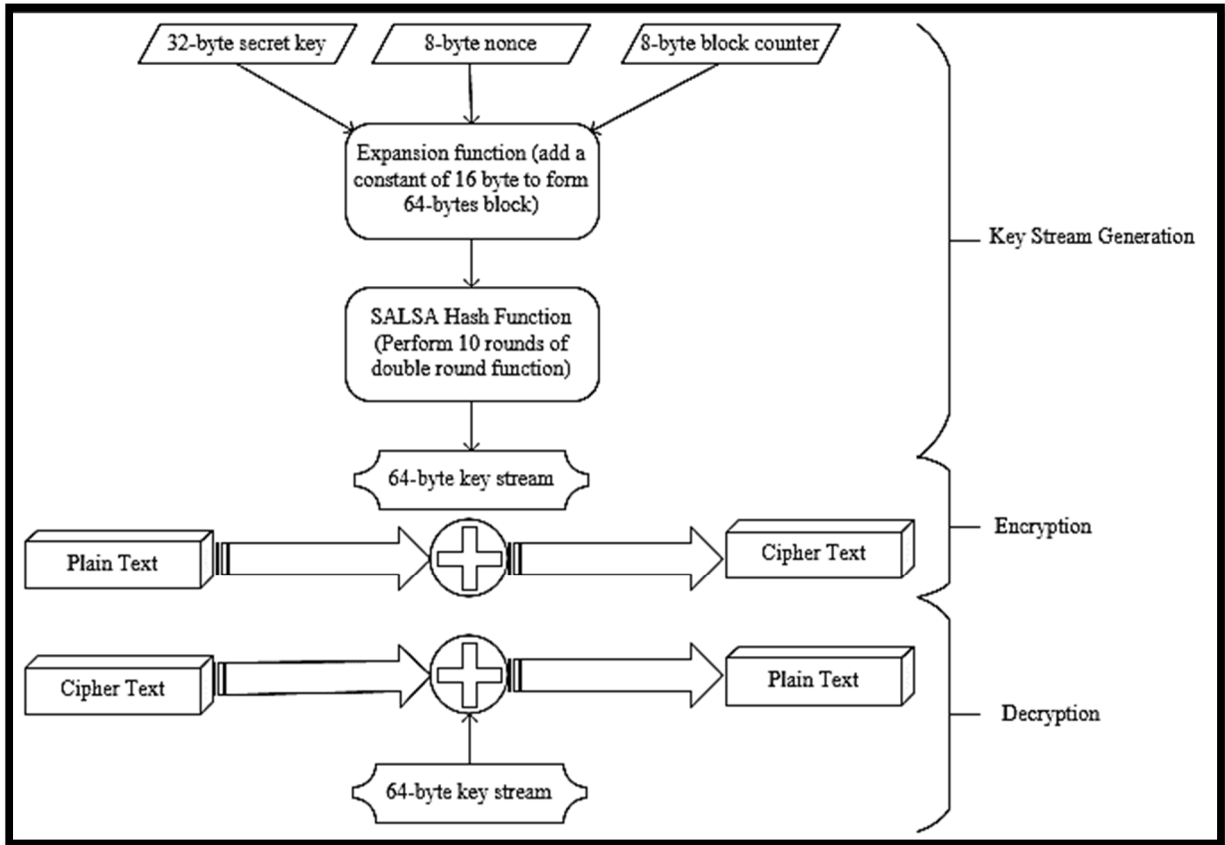 32-byte secret key
8-byte nonce
8-byte block counter
Expansion function (add a
constant of 16 byte to form
64-bytes block)
Key Stream Generation
SALSA Hash Function
(Perform 10 rounds of
double round function)
64-byte key stream
Encryption
Plain Text
Cipher Text
Cipher Text
Plain Text
Decryption
64-byte key stream